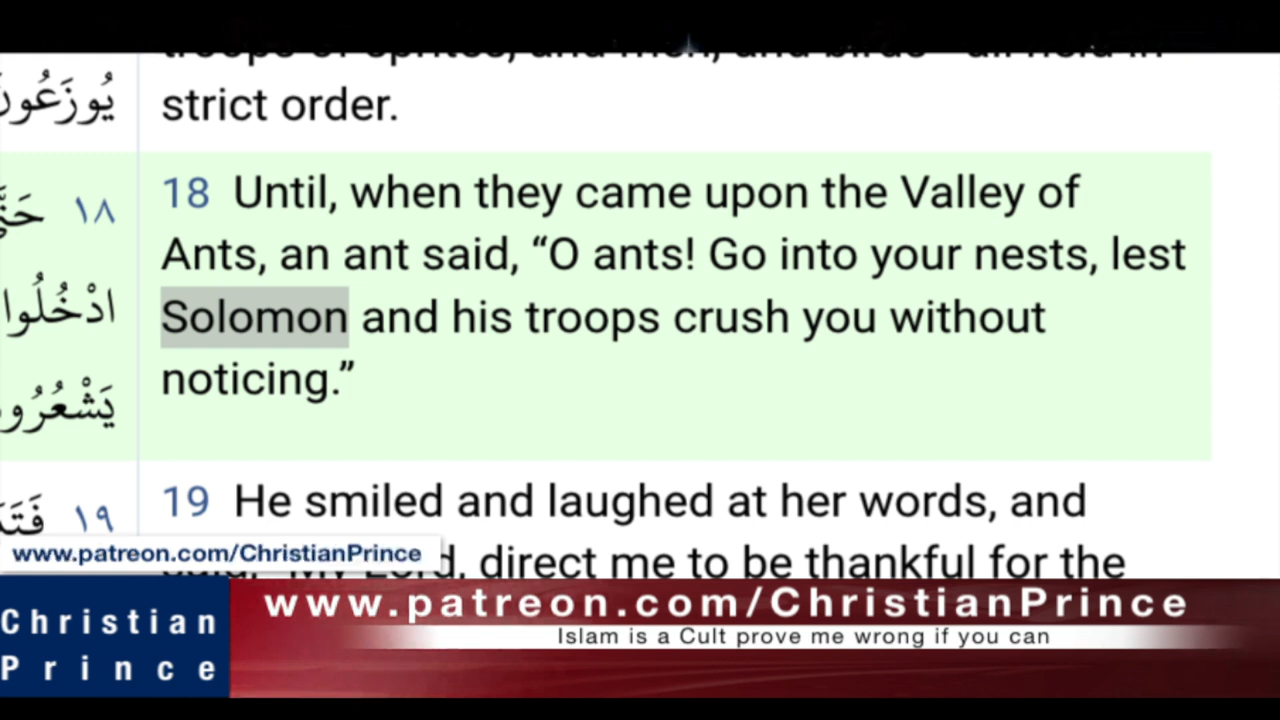 strict order.
يُوزَعُونَ
18 Until, when they came upon the Valley of
Ants, an ant said, “O ants! Go into your nests, lest
Solomon and his troops crush you without
noticing.”
١٨
ادْخُلُوا
19 He smiled and laughed at her words, and
Lord, direct me to be thankful for the
١٩
www.patreon.com/ChristianPrince
Christian
Prince
www.patreon.com/ChristianPrince
Islam is a Cult prove me wrong if you can